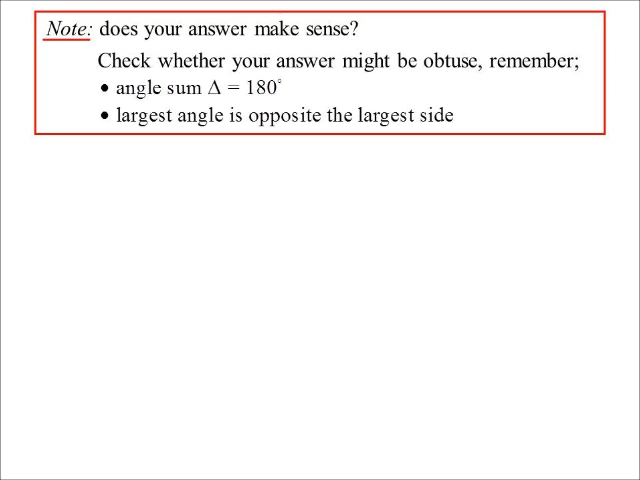 Note: does your answer make sense?
Check whether your answer might be obtuse, remember;
• angle sum Δ = 180°
• largest angle is opposite the largest side